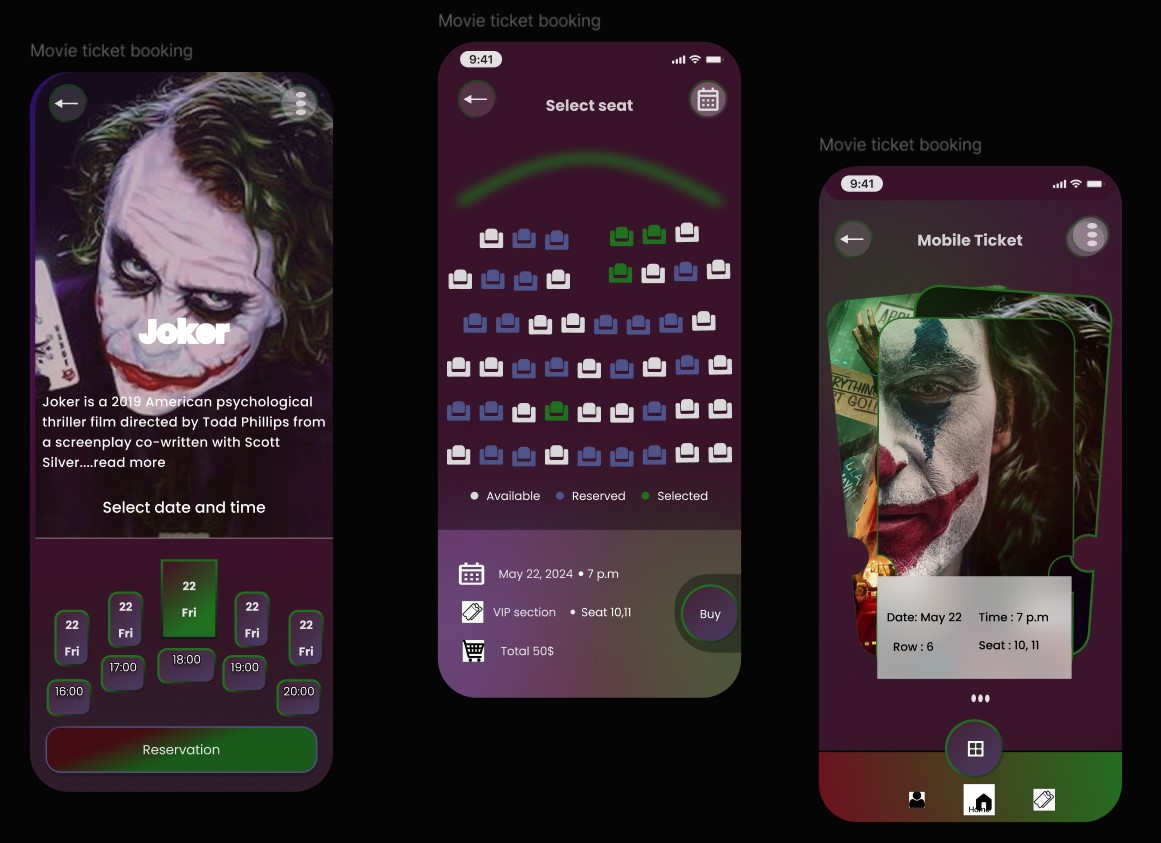 Movie ticket booking
Joker
Joker is a 2019 American psychological
thriller film directed by Todd Phillips from
a screenplay co-written with Scott
Silver....read more
Select date and time
22
Fri
22
Fri
22
Fri
22
Fri
22
Fri
16:00
17:00
18:00
19:00
20:00
Reservation
Movie ticket booking
9:41
Select seat
Available
Reserved
Selected
May 22, 2024 • 7 p.m
VIP section • Seat 10,11
Total 50$
Buy
Movie ticket booking
9:41
Mobile Ticket
Date: May 22 Time : 7 p.m
Row : 6 Seat : 10, 11
Home